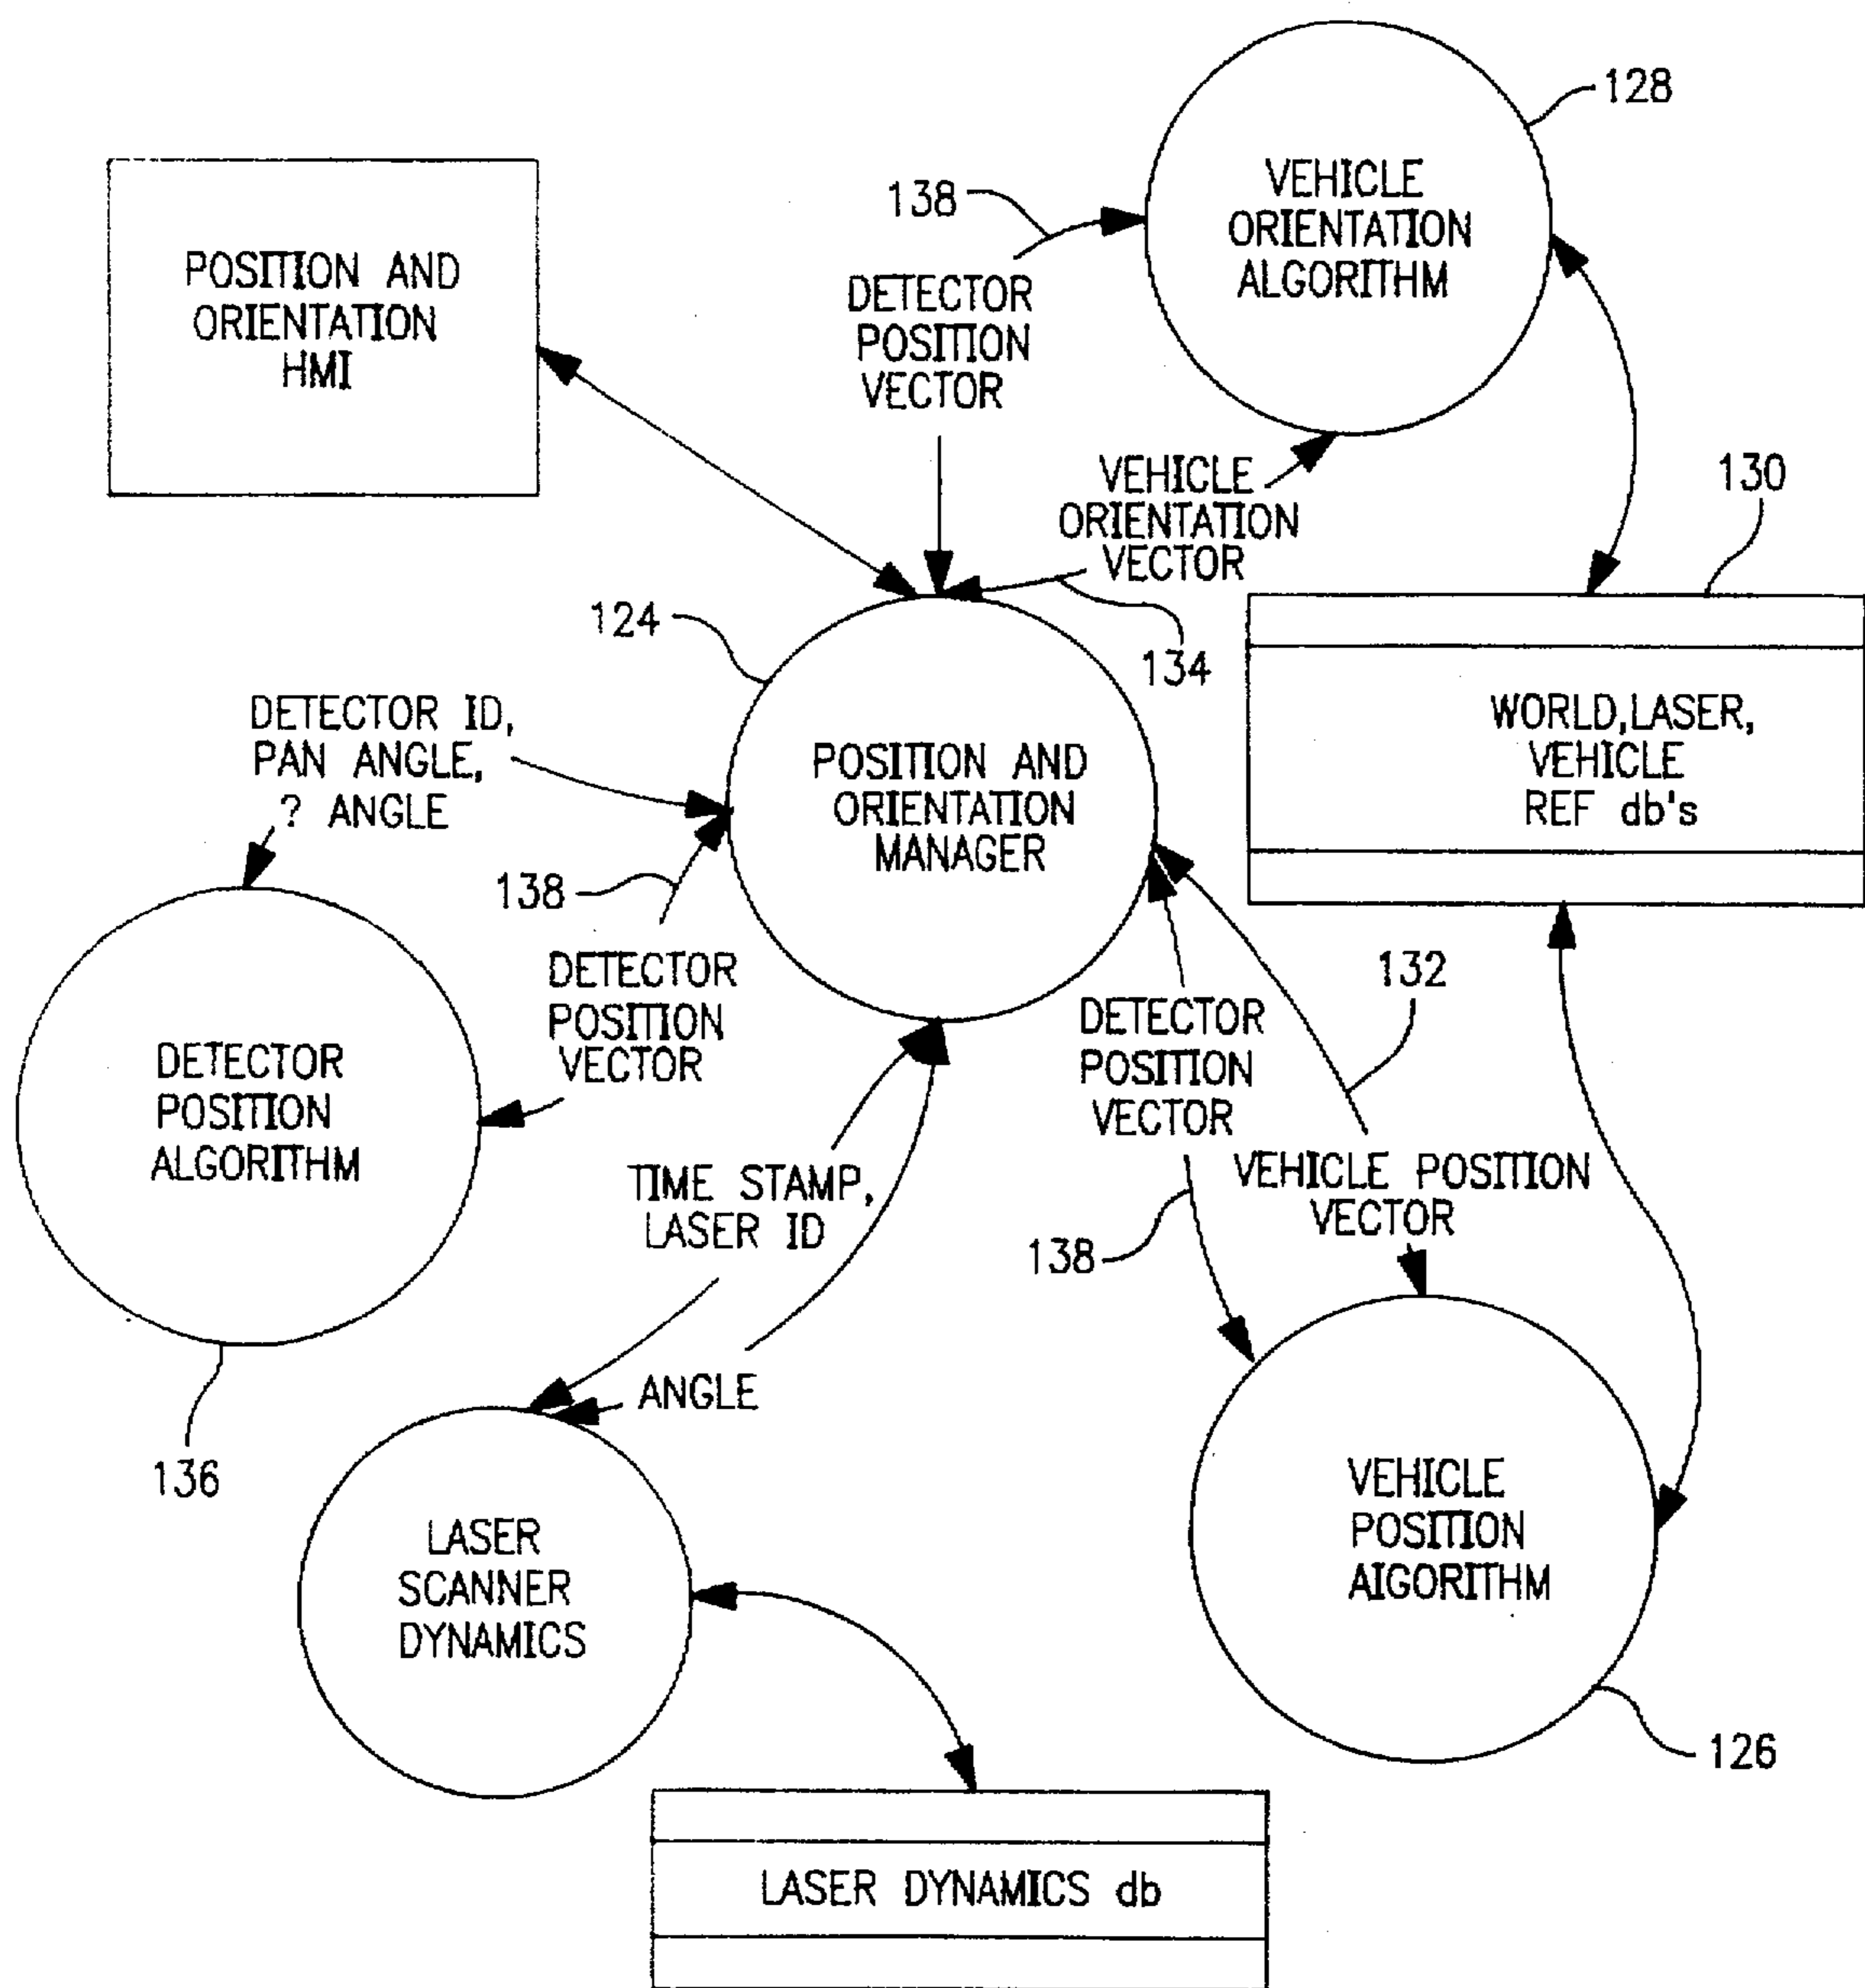 128
VEHICLE
ORIENTATION
ALGORITHM
138
POSITION AND
ORIENTATION
HMI
DETECTOR
POSITION
VECTOR
VEHICLE
ORIENTATION
VECTOR
130
124
134
DETECTOR ID,
PAN ANGLE,
? ANGLE
WORLD,LASER,
VEHICLE
REF db's
POSITION AND
ORIENTATION
MANAGER
138
DETECTOR
POSITION
VECTOR
132
DETECTOR
POSITION
VECTOR
DETECTOR
POSITION
ALGORITHM
TIME STAMP,
LASER ID
VEHICLE POSITION
VECTOR
138
ANGLE
136
LASER
SCANNER
DYNAMICS
VEHICLE
POSITION
AIGORITHM
126
LASER DYNAMICS db